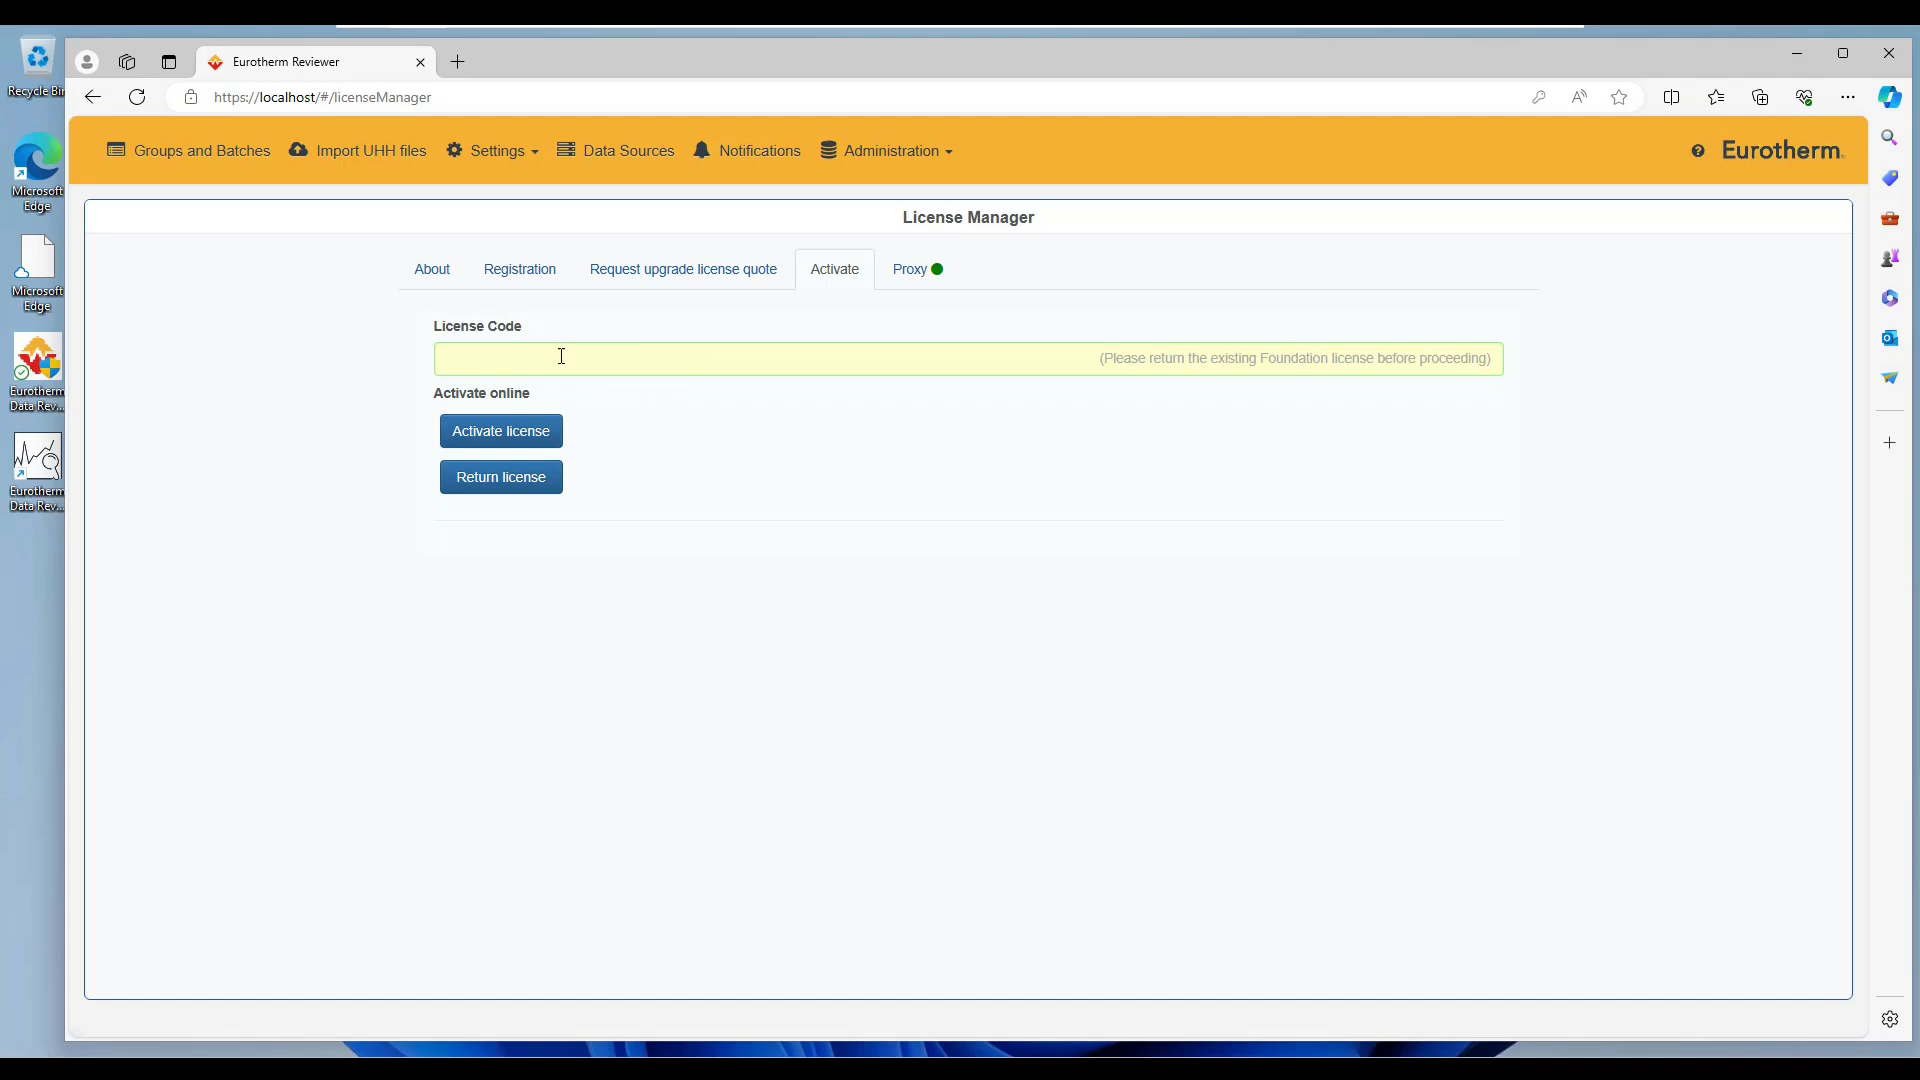 Recycle Bin
Microsoft
Edge
Microsoft
Edge
Eurotherm
Data Rev...
Eurotherm
Data Rev...
Eurotherm Reviewer
https://localhost/#/licenseManager
Groups and Batches
Import UHH files
Settings
Data Sources
Notifications
Administration
Eurotherm
License Manager
About
Registration
Request upgrade license quote
Activate
Proxy
License Code
(Please return the existing Foundation license before proceeding)
Activate online
Activate license
Return license